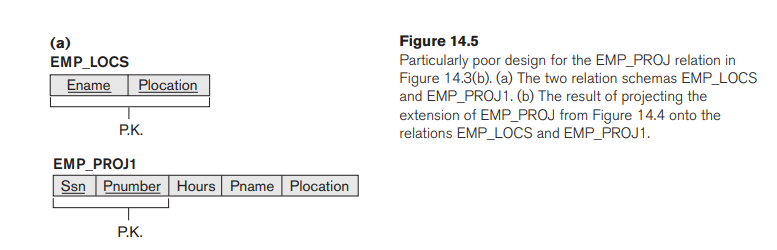 (a)
EMP_LOCS
Ename Plocation
P.K.
EMP_PROJ1
Ssn Pnumber Hours Pname Plocation
P.K.
Figure 14.5
Particularly poor design for the EMP_PROJ relation in
Figure 14.3(b). (a) The two relation schemas EMP_LOCS
and EMP_PROJ1. (b) The result of projecting the
extension of EMP_PROJ from Figure 14.4 onto the
relations EMP_LOCS and EMP_PROJ1.